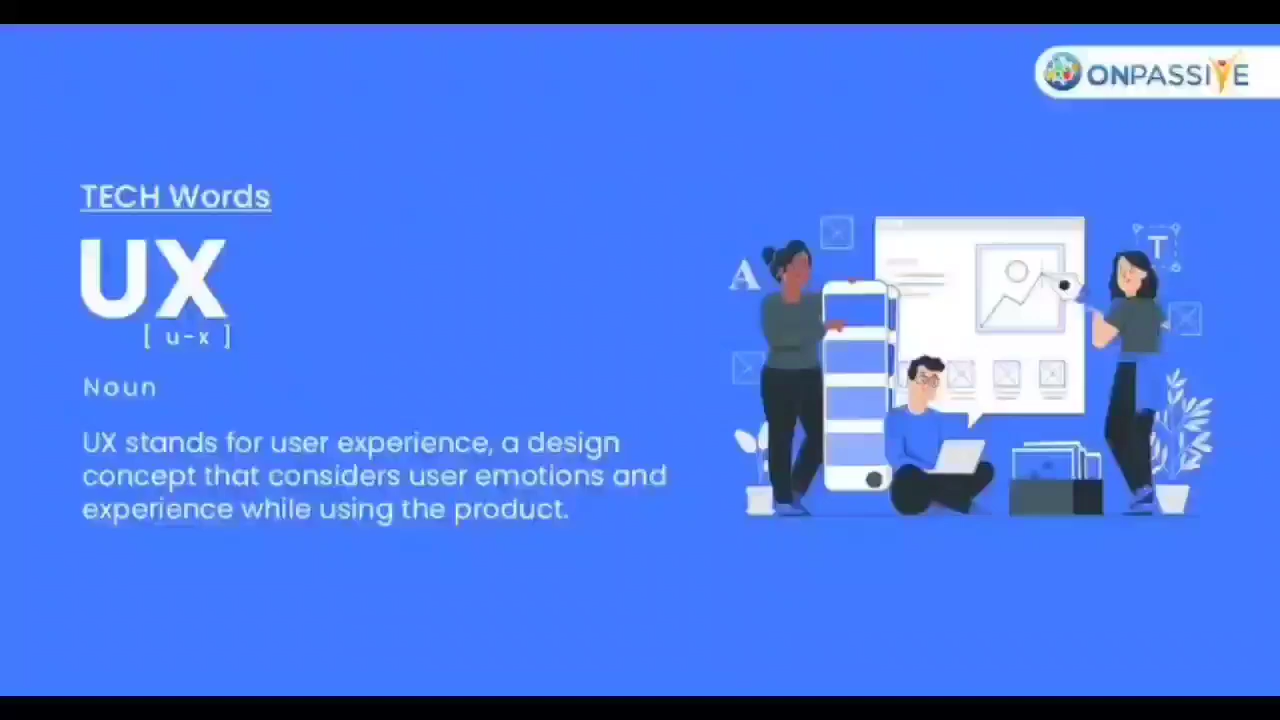 ONPASSIVE
TECH Words
UX
[ u-x ]
Noun
UX stands for user experience, a design
concept that considers user emotions and
experience while using the product.
A
T